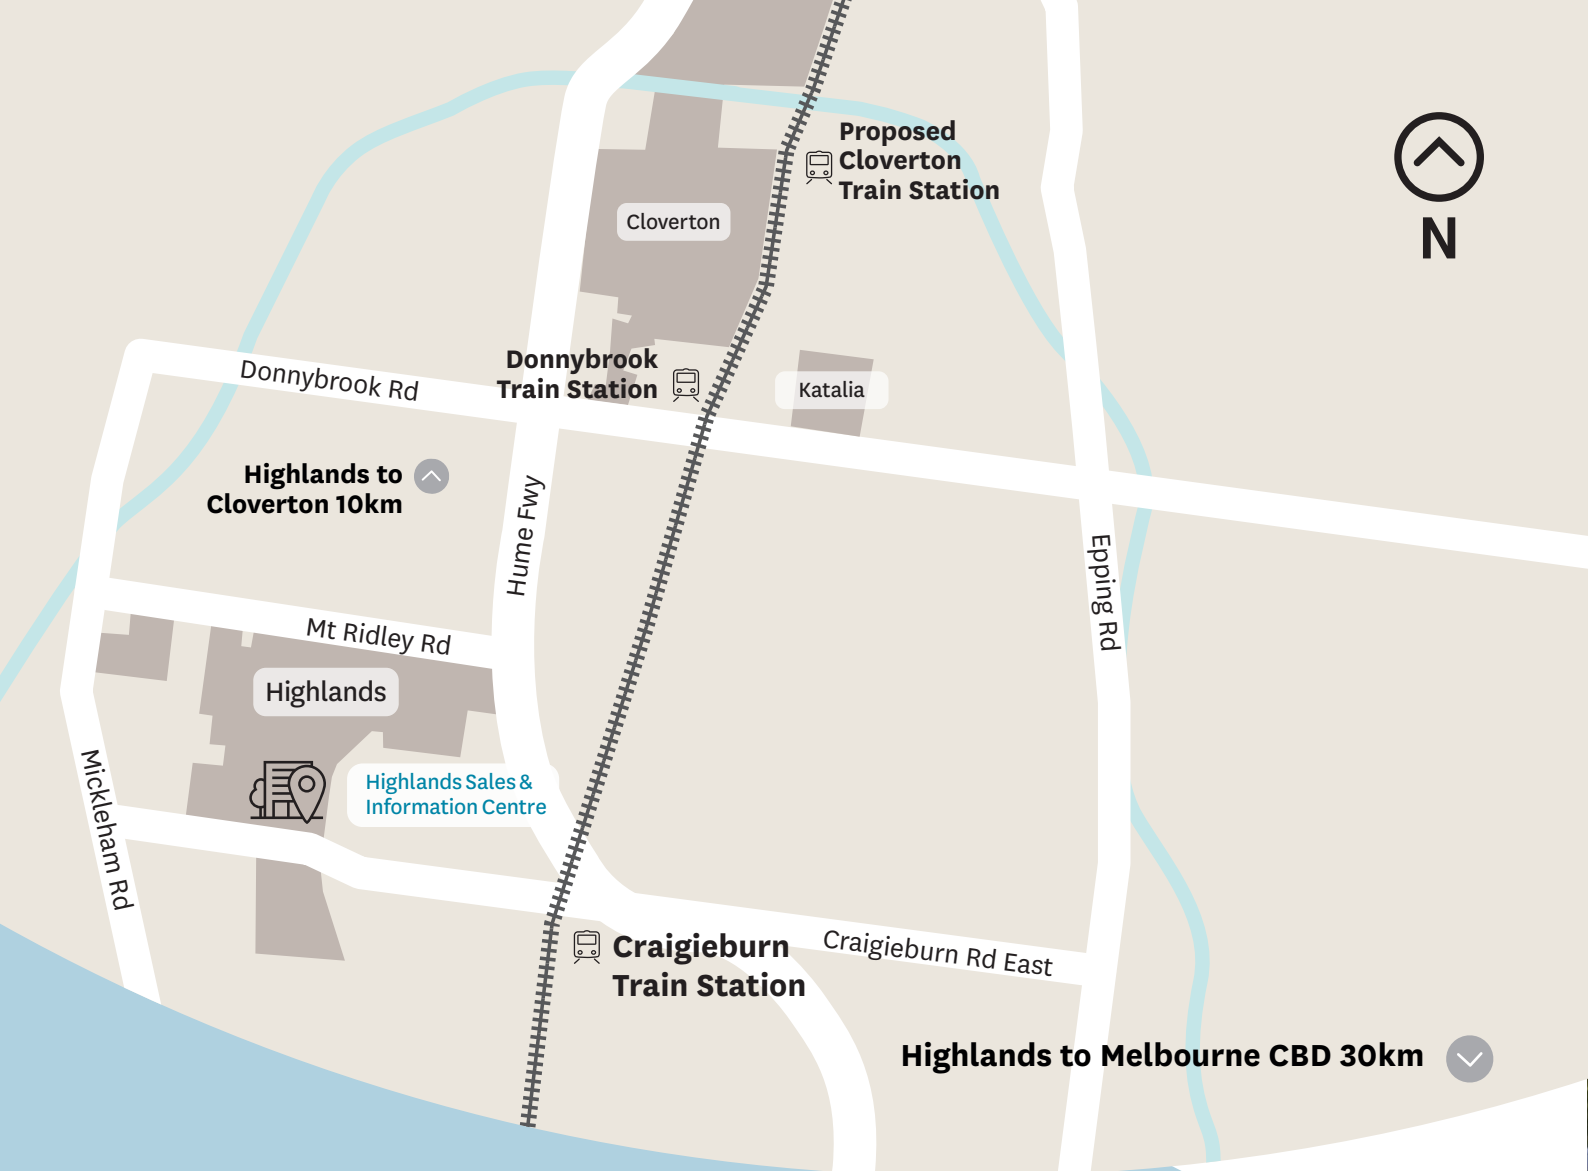 Proposed
Cloverton
Train Station
N
Cloverton
Donnybrook
Train Station
Katalia
Donnybrook Rd
Highlands to
Cloverton 10km
Hume Fwy
Epping Rd
Mt Ridley Rd
Highlands
Mickleham Rd
Highlands Sales &
Information Centre
Craigieburn
Train Station
Craigieburn Rd East
Highlands to Melbourne CBD 30km